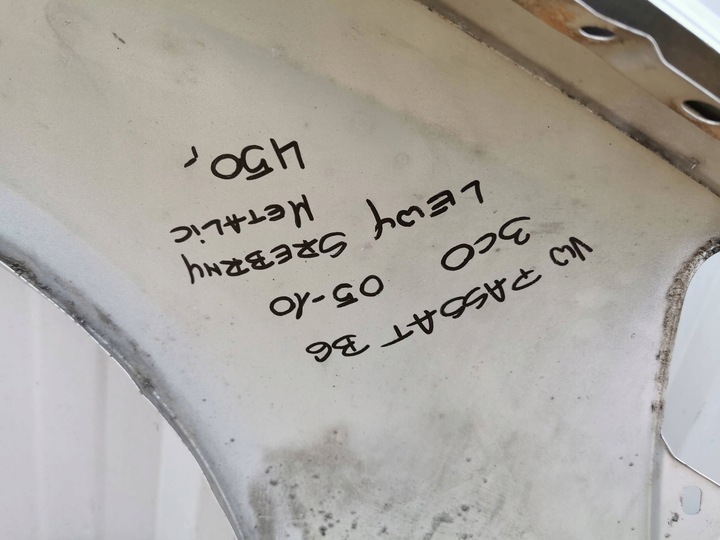 VW PASSAT B6
3C0 05-10
LEWY SREBRNY
METALIC
450,-